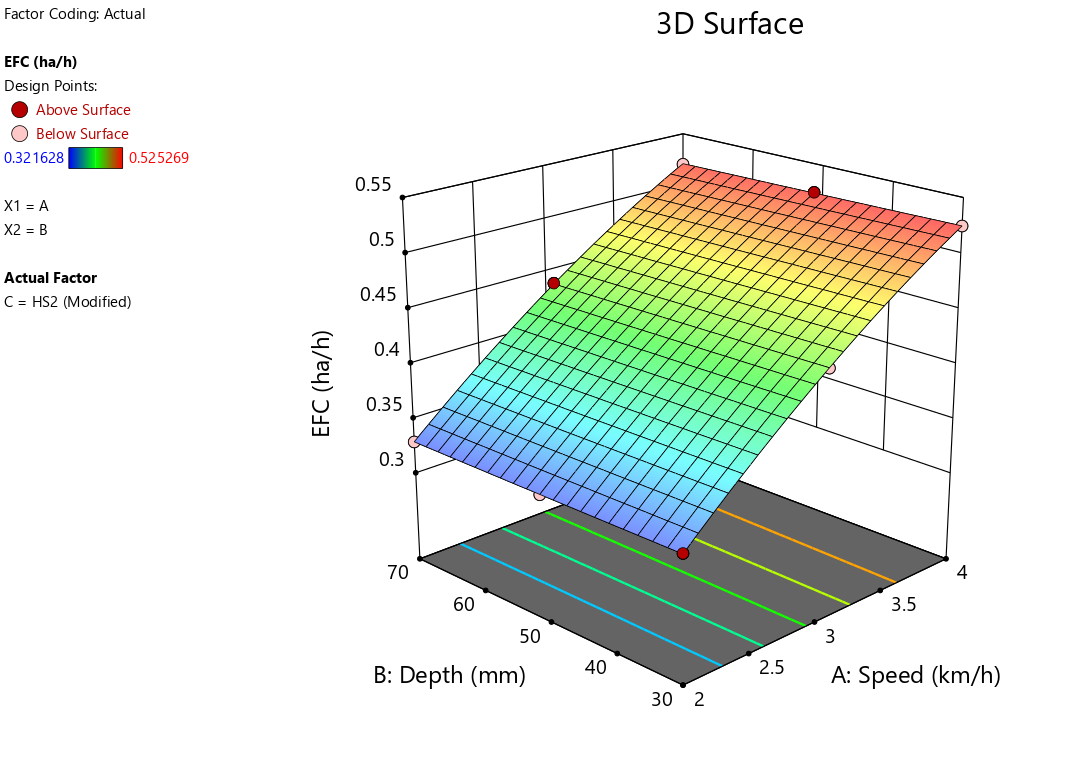 Factor Coding: Actual
3D Surface
EFC (ha/h)
Design Points:
Above Surface
Below Surface
0.321628 0.525269
X1 = A
X2 = B
Actual Factor
C = HS2 (Modified)
0.55
0.5
0.45
0.4
0.35
0.3
EFC (ha/h)
70
60
50
40
30
B: Depth (mm)
2
2.5
3
3.5
4
A: Speed (km/h)